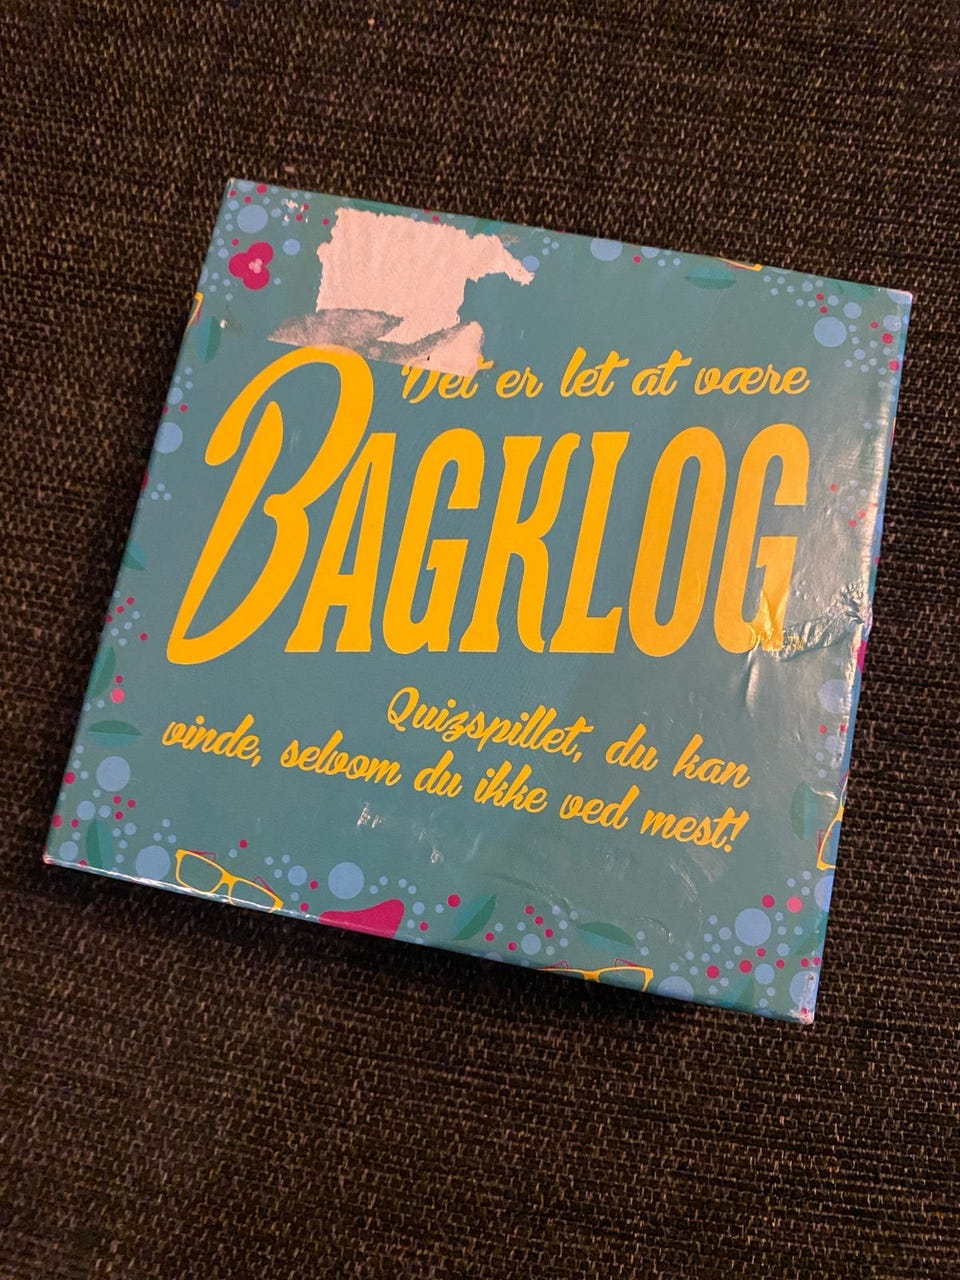 Det er let at være
BAGKLOG
Quizspillet, du kan
vinde, selvom du ikke ved mest!